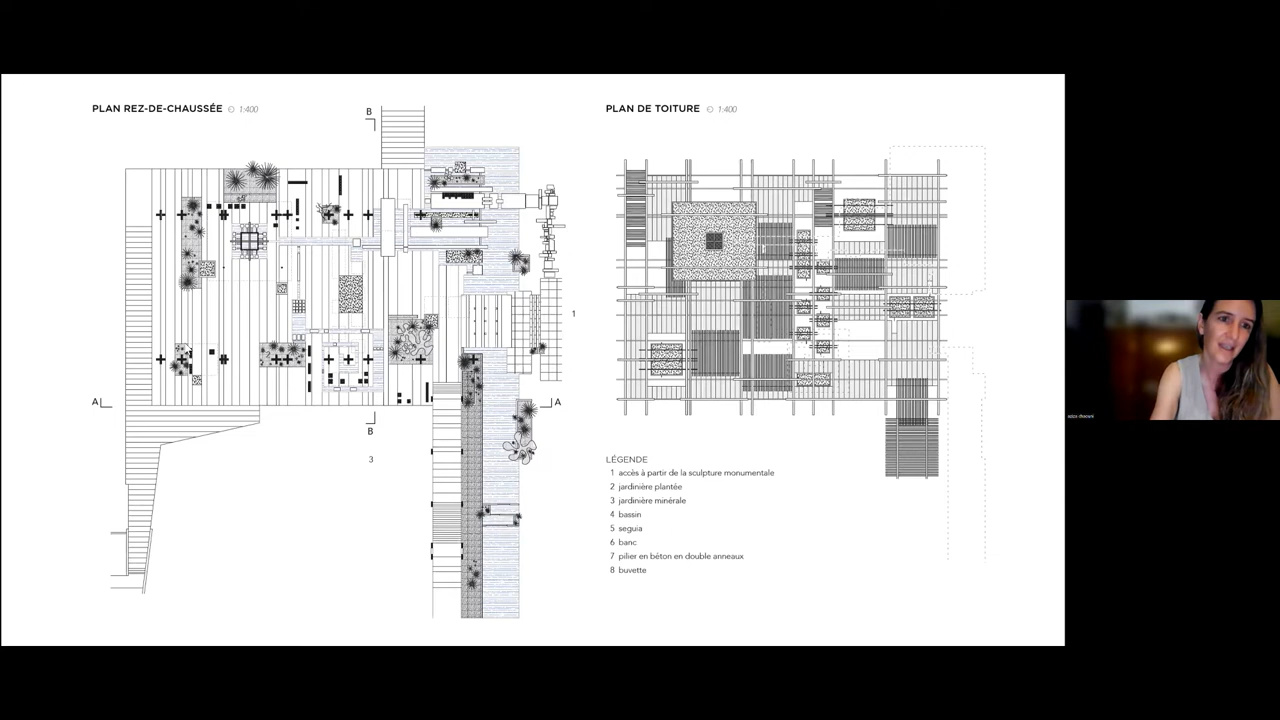 PLAN REZ-DE-CHAUSSÉE 1:400
B
A
A
B
3
1
PLAN DE TOITURE 1:400
LÉGENDE
1 accès à partir de la sculpture monumentale
2 jardinière plantée
3 jardinière minérale
4 bassin
5 seguia
6 banc
7 pilier en béton en double anneaux
8 buvette